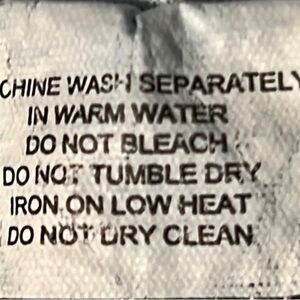 CHINE WASH SEPARATELY
IN WARM WATER
DO NOT BLEACH
DO NOT TUMBLE DRY
IRON ON LOW HEAT
DO NOT DRY CLEAN